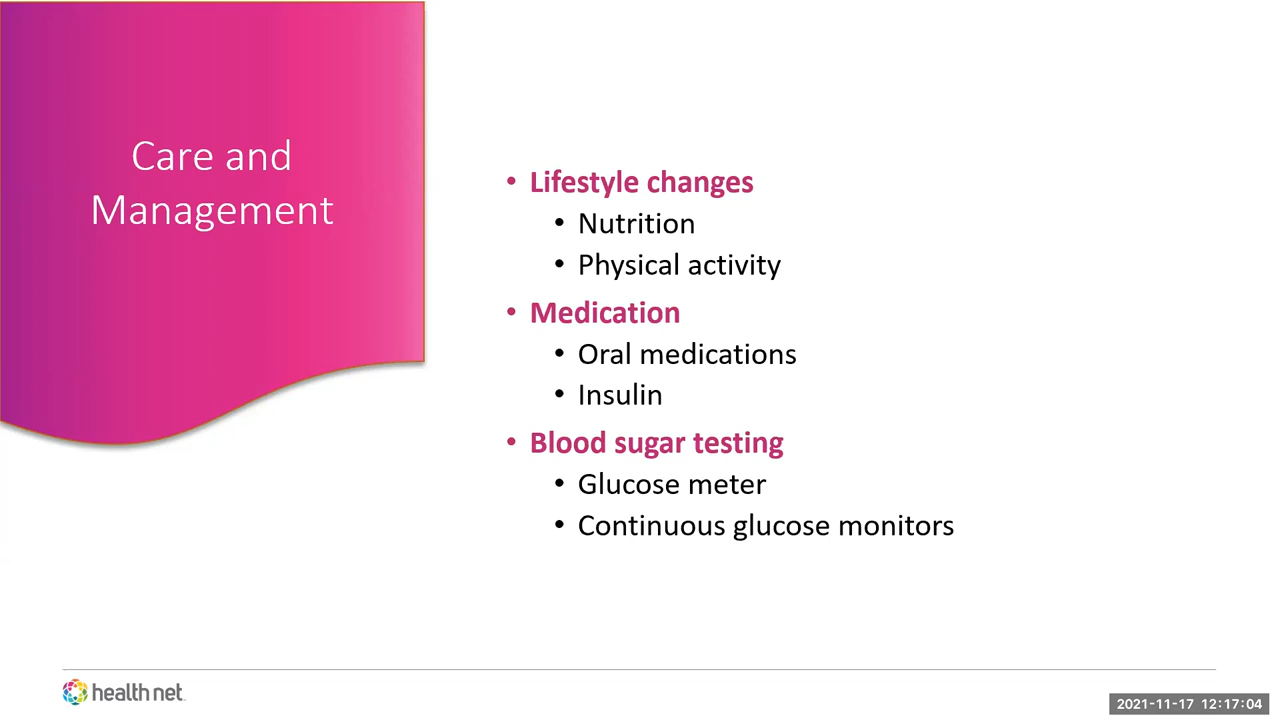 Care and
Management
• Lifestyle changes
• Nutrition
• Physical activity
• Medication
• Oral medications
• Insulin
• Blood sugar testing
• Glucose meter
• Continuous glucose monitors
health net
2021-11-17 12:17:04